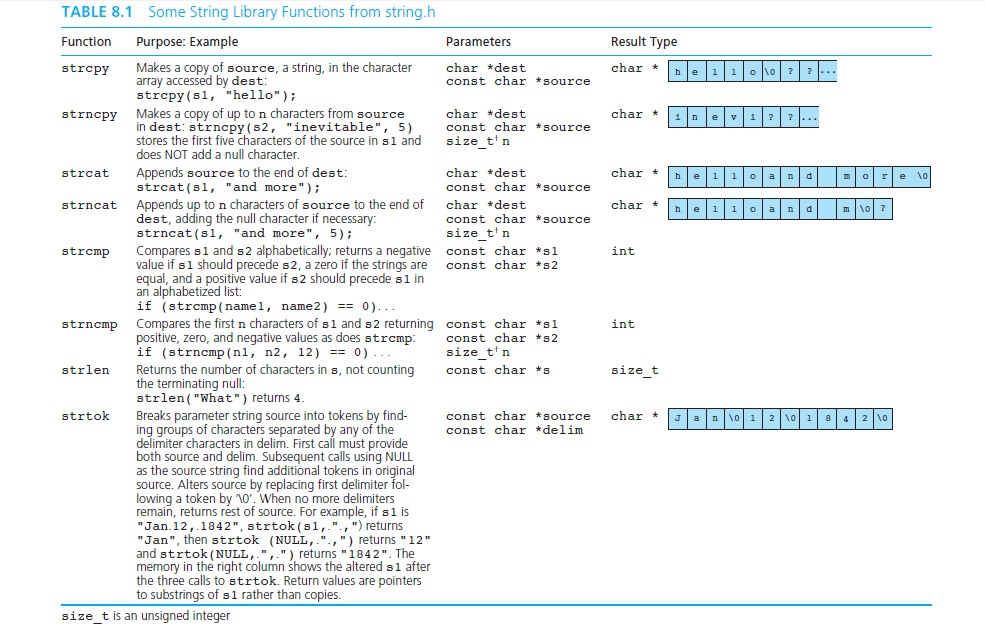 TABLE 8.1 Some String Library Functions from string.h
Function Purpose: Example Parameters Result Type
strcpy Makes a copy of source, a string, in the character char *dest char * h e l l o \0 ? ? ...
array accessed by dest: const char *source
strcpy(s1, "hello");
strncpy Makes a copy of up to n characters from source char *dest char * i n e v i ? ? ...
in dest: strncpy(s2, "inevitable", 5) const char *source
stores the first five characters of the source in s1 and size_t† n
does NOT add a null character.
strcat Appends source to the end of dest: char *dest char * h e l l o a n d m o r e \0
strcat(s1, "and more"); const char *source
strncat Appends up to n characters of source to the end of char *dest char * h e l l o a n d m \0 ?
dest, adding the null character if necessary: const char *source
strncat(s1, "and more", 5); size_t† n
strcmp Compares s1 and s2 alphabetically; returns a negative const char *s1 int
value if s1 should precede s2, a zero if the strings are const char *s2
equal, and a positive value if s2 should precede s1 in
an alphabetized list:
if (strcmp(name1, name2) == 0)...
strncmp Compares the first n characters of s1 and s2 returning const char *s1 int
positive, zero, and negative values as does strcmp: const char *s2
if (strncmp(n1, n2, 12) == 0)... size_t† n
strlen Returns the number of characters in s, not counting const char *s size_t
the terminating null:
strlen("What") returns 4.
strtok Breaks parameter string source into tokens by find- const char *source char * J a n \0 1 2 \0 1 8 4 2 \0
ing groups of characters separated by any of the const char *delim
delimiter characters in delim. First call must provide
both source and delim. Subsequent calls using NULL
as the source string find additional tokens in original
source. Alters source by replacing first delimiter fol-
lowing a token by '\0'. When no more delimiters
remain, returns rest of source. For example, if s1 is
"Jan.12,.1842", strtok(s1,.".,") returns
"Jan", then strtok (NULL,.".,") returns "12"
and strtok(NULL,.",.") returns "1842". The
memory in the right column shows the altered s1 after
the three calls to strtok. Return values are pointers
to substrings of s1 rather than copies.
size_t is an unsigned integer